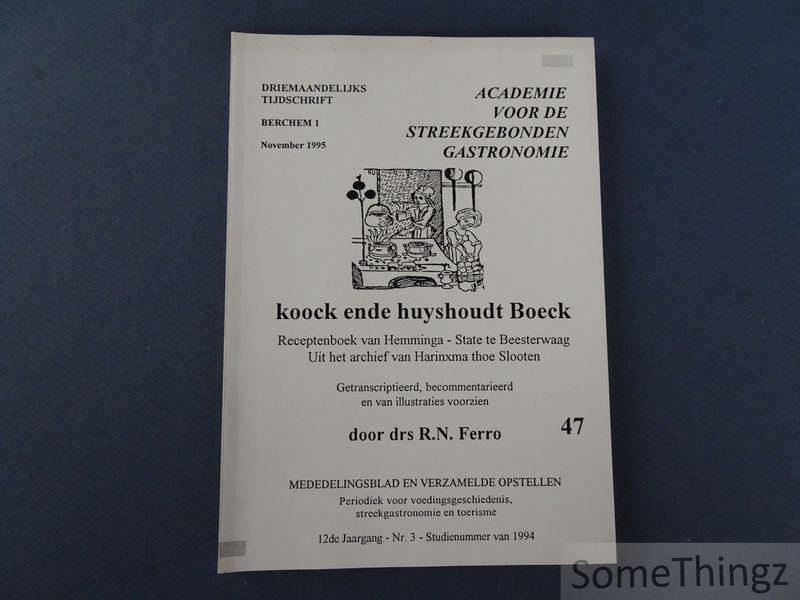 DRIEMAANDELIJKS
TIJDSCHRIFT
BERCHEM 1
November 1995
ACADEMIE
VOOR DE
STREEKGEBONDEN
GASTRONOMIE
koock ende huyshoudt Boeck
Receptenboek van Hemminga - State te Beesterwaag
Uit het archief van Harinxma thoe Slooten
Getranscriptieerd, becommentarieerd
en van illustraties voorzien
door drs R.N. Ferro
47
MEDEDELINGSBLAD EN VERZAMELDE OPSTELLEN
Periodiek voor voedingsgeschiedenis,
streekgastronomie en toerisme
12de Jaargang - Nr. 3 - Studienummer van 1994
SomeThingz